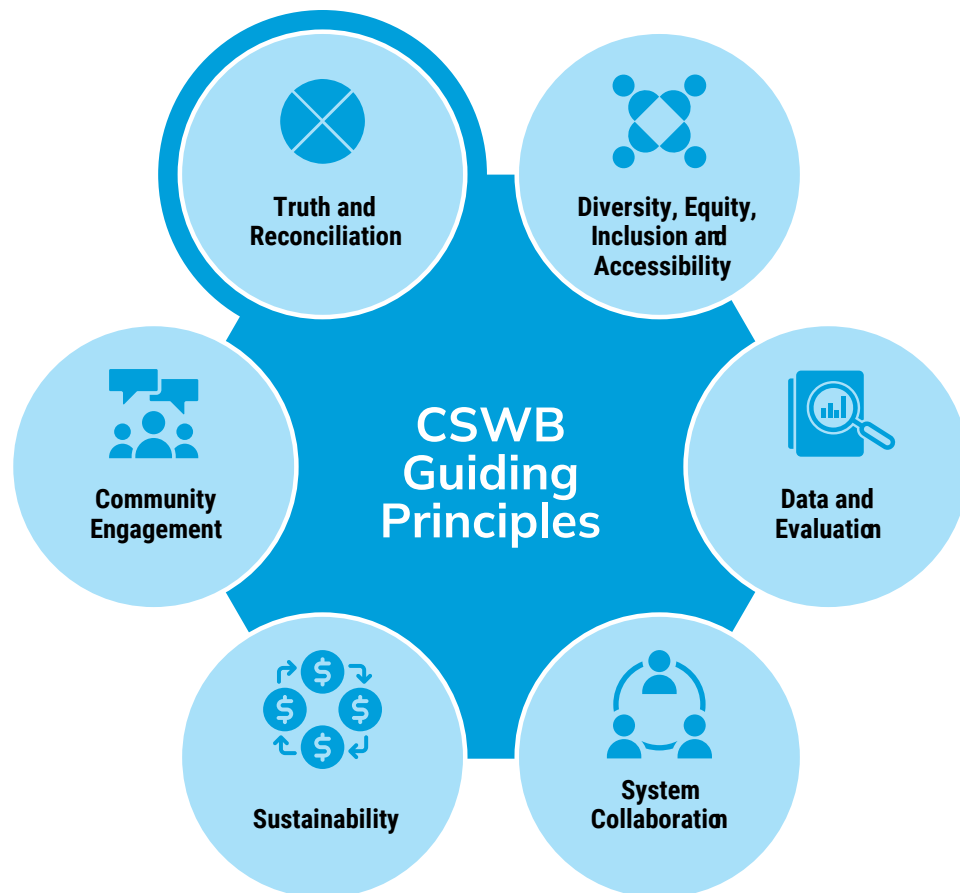 Truth and
Reconciliation
Diversity, Equity,
Inclusion and
Accessibility
CSWB
Guiding
Principles
Community
Engagement
Data and
Evaluation
Sustainability
System
Collaboration
$
$
$
$